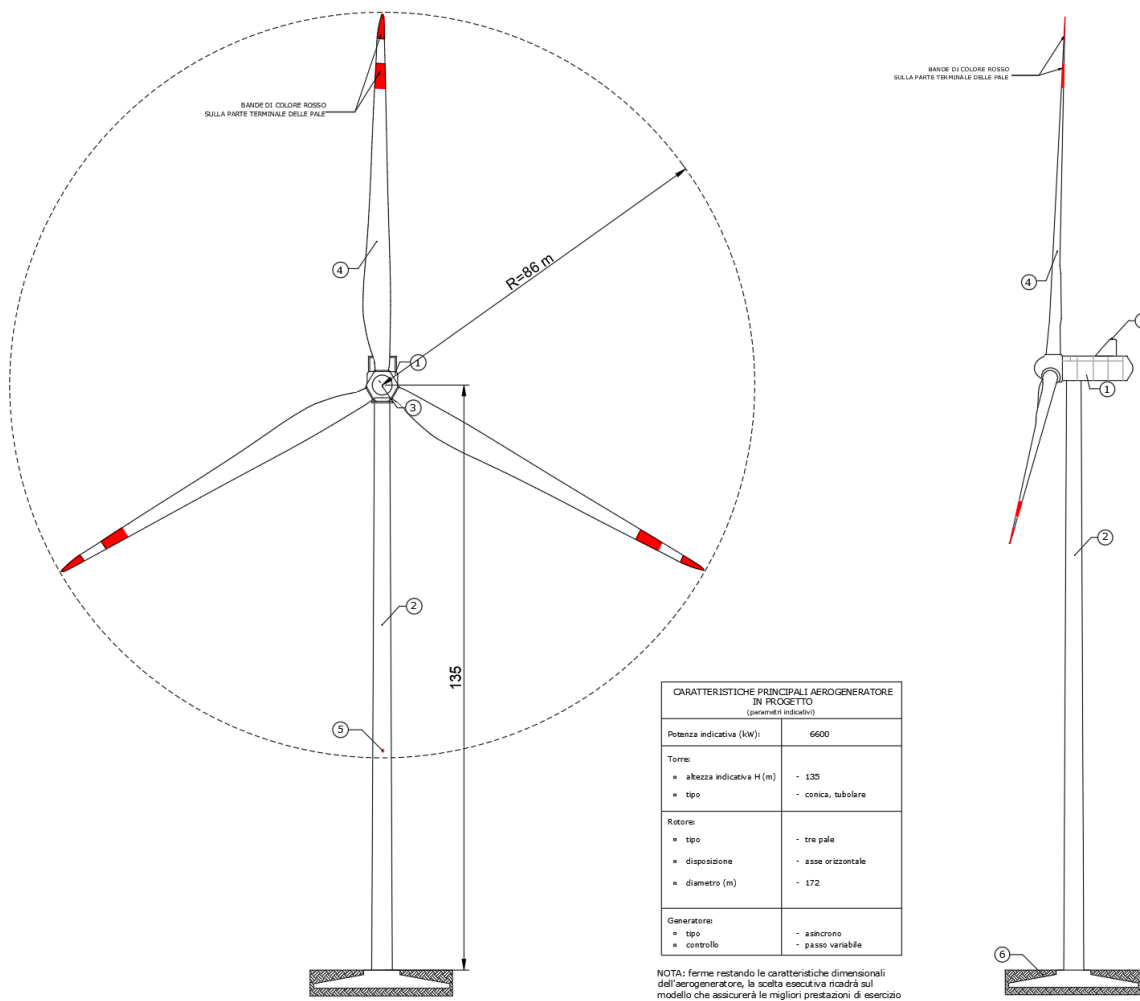 BANDE DI COLORE ROSSO
SULLA PARTE TERMINALE DELLE PALE
4
R=86 m
1
3
2
135
5
BANDE DI COLORE ROSSO
SULLA PARTE TERMINALE DELLE PALE
4
1
2
6
CARATTERISTICHE PRINCIPALI AEROGENERATORE
IN PROGETTO
(parametri indicativi)
Potenza indicativa (kW): 6600
Torre:
altezza indicativa H (m) - 135
tipo - conica, tubolare
Rotore:
tipo - tre pale
disposizione - asse orizzontale
diametro (m) - 172
Generatore:
tipo - asincrono
controllo - passo variabile
NOTA: ferme restando le caratteristiche dimensionali
dell'aerogeneratore, la scelta esecutiva ricadrà sul
modello che assicurerà le migliori prestazioni di esercizio